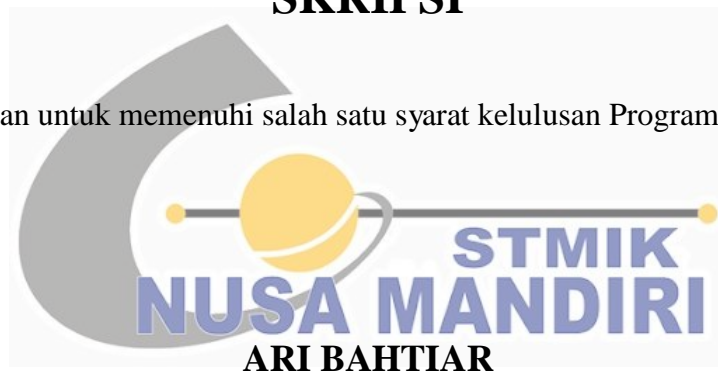 SKRIPSI
an untuk memenuhi salah satu syarat kelulusan Program
STMIK
NUSA MANDIRI
ARI BAHTIAR